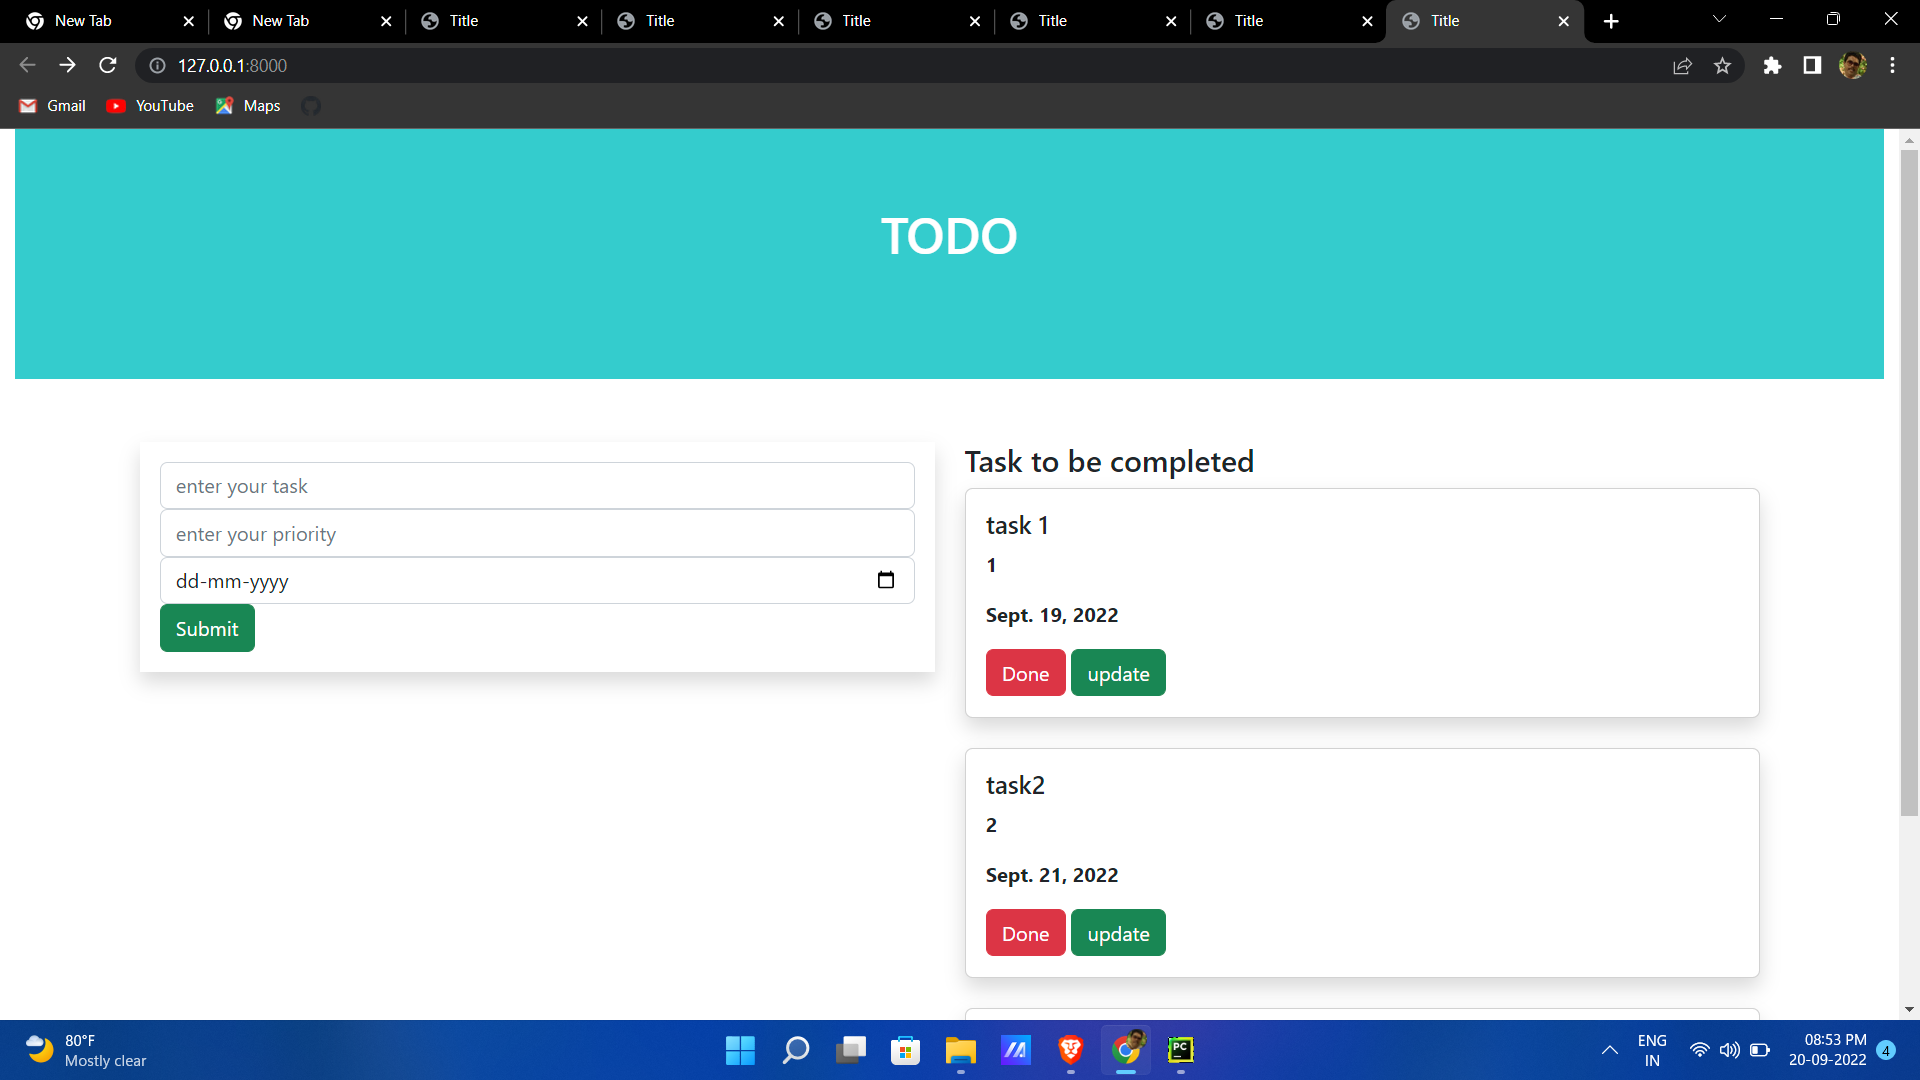 New Tab
New Tab
Title
Title
Title
Title
Title
Title
127.0.0.1:8000
Gmail
YouTube
Maps
TODO
enter your task
enter your priority
dd-mm-yyyy
Submit
Task to be completed
task 1
1
Sept. 19, 2022
Done update
task2
2
Sept. 21, 2022
Done update
80°F
Mostly clear
PC
ENG
IN
08:53 PM
20-09-2022
4